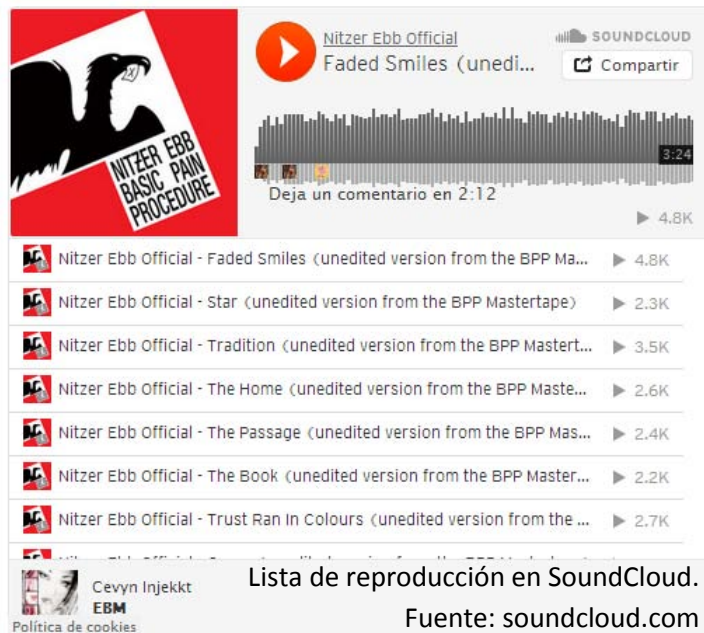 NITZER EBB
BASIC PAIN
PROCEDURE
Nitzer Ebb Official
Faded Smiles (unedi...
SOUNDCLOUD
Compartir
3:24
Deja un comentario en 2:12
4.8K
Nitzer Ebb Official - Faded Smiles (unedited version from the BPP Ma... 4.8K
Nitzer Ebb Official - Star (unedited version from the BPP Mastertape) 2.3K
Nitzer Ebb Official - Tradition (unedited version from the BPP Mastert... 3.5K
Nitzer Ebb Official - The Home (unedited version from the BPP Maste... 2.6K
Nitzer Ebb Official - The Passage (unedited version from the BPP Mas... 2.4K
Nitzer Ebb Official - The Book (unedited version from the BPP Master... 2.2K
Nitzer Ebb Official - Trust Ran In Colours (unedited version from the ... 2.7K
Cevyn Injekkt
EBM
Política de cookies
Lista de reproducción en SoundCloud.
Fuente: soundcloud.com